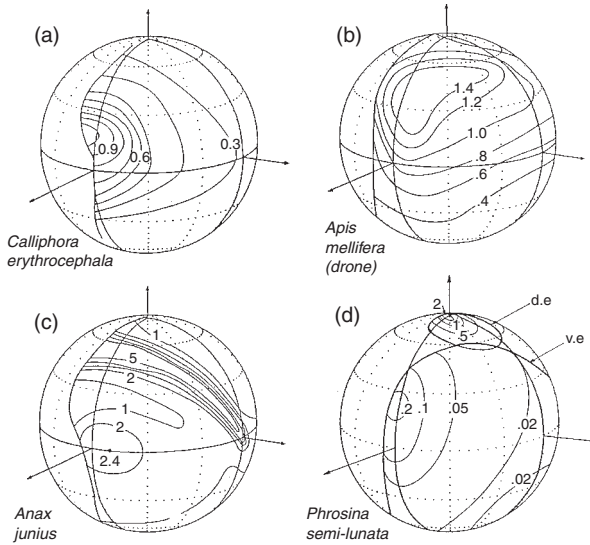 (a)
0.9
0.6
0.3
Calliphora
erythrocephala
(b)
1.4
1.2
1.0
.8
.6
.4
Apis
mellifera
(drone)
(c)
1
5
2
1
2
2.4
Anax
junius
(d)
2
1
.5
d.e
v.e
.2
.1
.05
.02
.02
Phrosina
semi-lunata